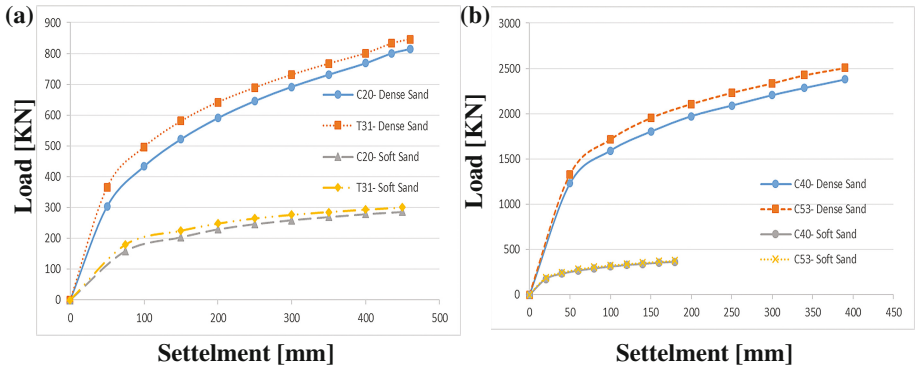 (a)
900
800
700
600
500
400
300
200
100
0
Load [KN]
C20- Dense Sand
T31- Dense Sand
C20- Soft Sand
T31- Soft Sand
0 100 200 300 400 500
Settelment [mm]
(b)
3000
2500
2000
1500
1000
500
0
Load [KN]
C40- Dense Sand
C53- Dense Sand
C40- Soft Sand
C53- Soft Sand
0 50 100 150 200 250 300 350 400 450
Settelment [mm]